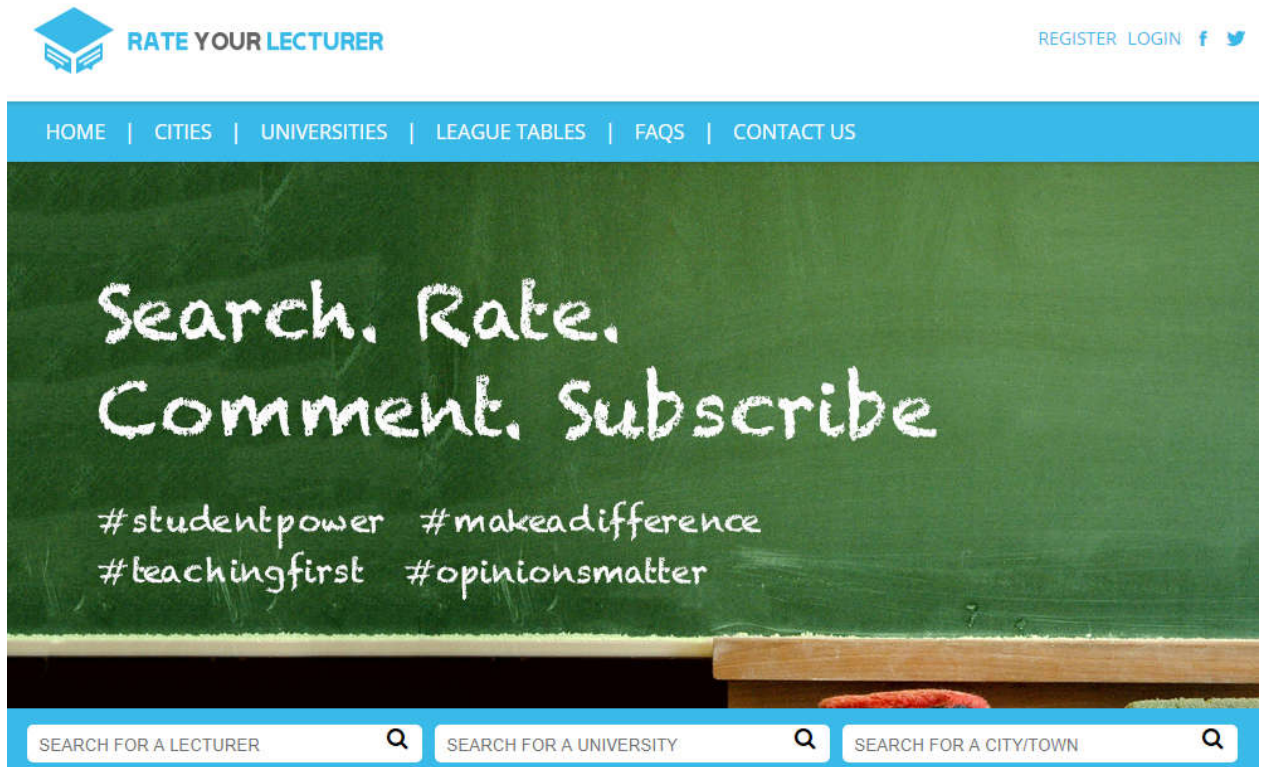 RATE YOUR LECTURER
REGISTER LOGIN
HOME | CITIES | UNIVERSITIES | LEAGUE TABLES | FAQS | CONTACT US
Search. Rate.
Comment. Subscribe
#studentpower #makeadifference
#teachingfirst #opinionsmatter
SEARCH FOR A LECTURER
SEARCH FOR A UNIVERSITY
SEARCH FOR A CITY/TOWN